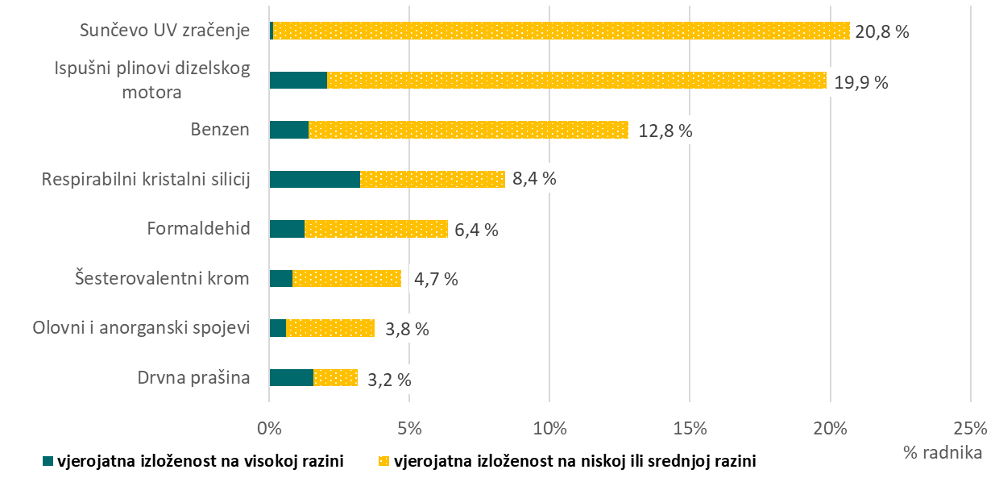 Sunčevo UV zračenje
20,8 %
Ispušni plinovi dizelskog
motora
19,9 %
Benzen
12,8 %
Respirabilni kristalni silicij
8,4 %
Formaldehid
6,4 %
Šesterovalentni krom
4,7 %
Olovni i anorganski spojevi
3,8 %
Drvna prašina
3,2 %
0% 5% 10% 15% 20% 25%
% radnika
vjerojatna izloženost na visokoj razini vjerojatna izloženost na niskoj ili srednjoj razini